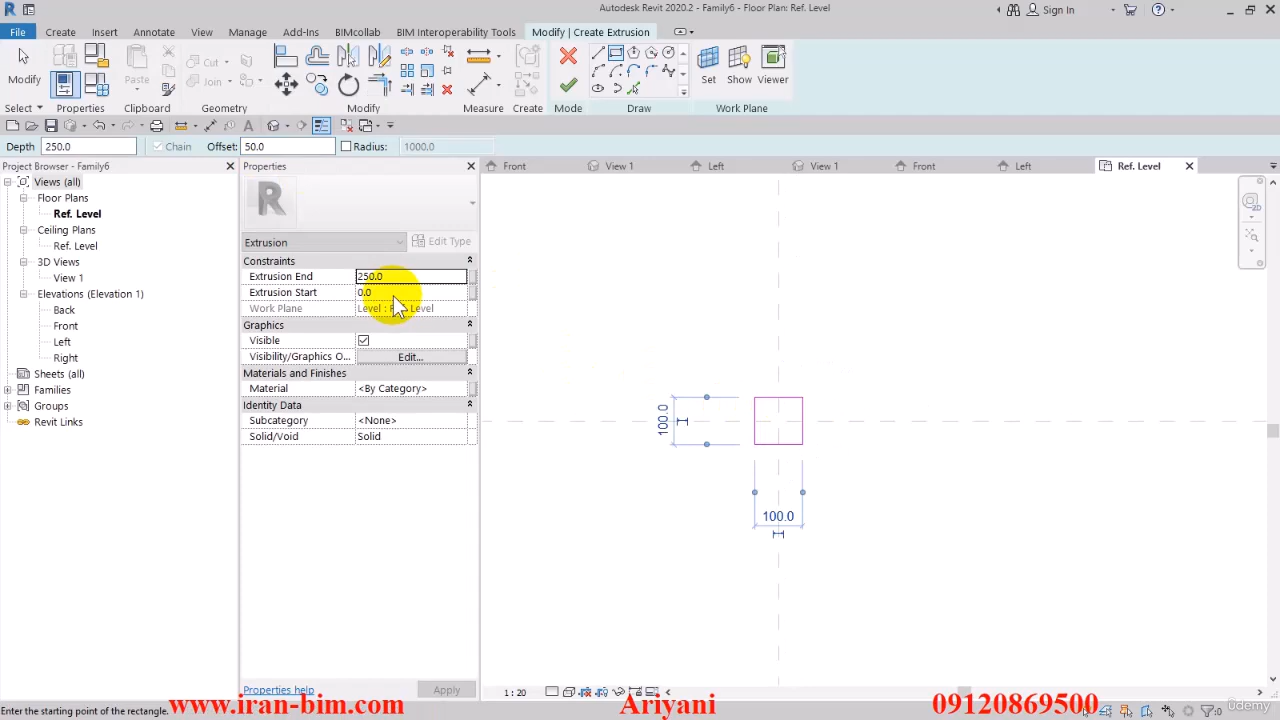 Autodesk Revit 2020.2 - Family6 - Floor Plan: Ref. Level
Sign In
File Create Insert Annotate View Manage Add-Ins BIMcollab BIM Interoperability Tools Modify | Create Extrusion
Modify Paste Cut Join Set Show Viewer
Select Properties Clipboard Geometry Modify Measure Create Mode Draw Work Plane
Depth 250.0 Chain Offset: 50.0 Radius: 1000.0
Project Browser - Family6
Views (all)
Floor Plans
Ref. Level
Ceiling Plans
Ref. Level
3D Views
View 1
Elevations (Elevation 1)
Back
Front
Left
Right
Sheets (all)
Families
Groups
Revit Links
Properties
Extrusion Edit Type
Constraints
Extrusion End 250.0
Extrusion Start 0.0
Work Plane Level : Ref. Level
Graphics
Visible
Visibility/Graphics O... Edit...
Materials and Finishes
Material <By Category>
Identity Data
Subcategory <None>
Solid/Void Solid
Properties help Apply
Front View 1 Left View 1 Front Left Ref. Level
2D
100.0
100.0
1 : 20
Enter the starting point of the rectangle.
:0
www.iran-bim.com Ariyani 09120869500
ûdemy